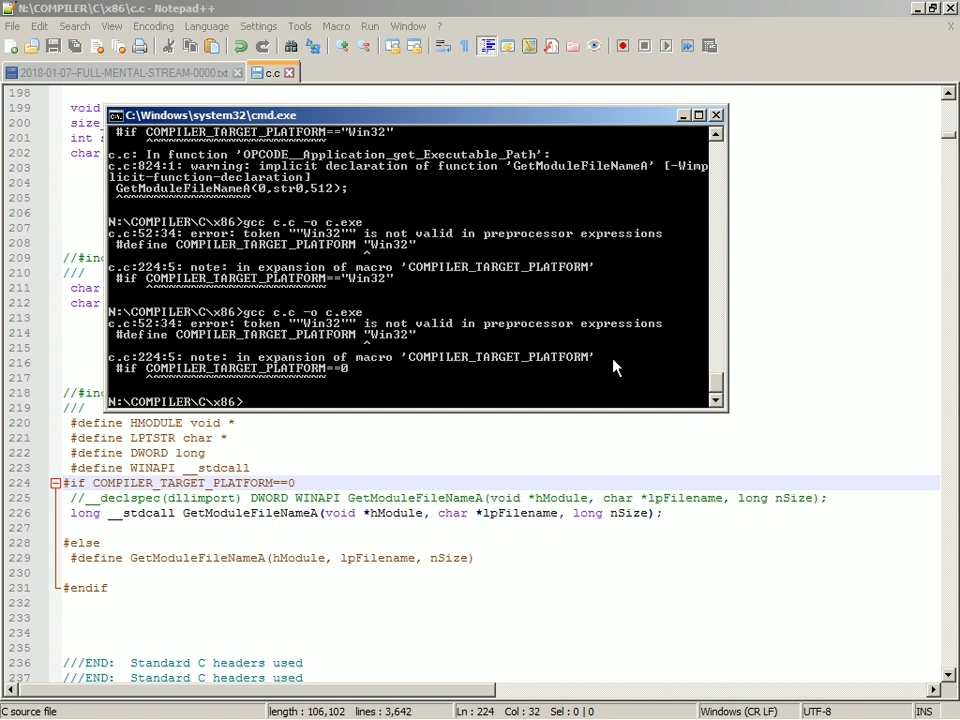 N:\COMPILER\C\x86\c.c - Notepad++
File Edit Search View Encoding Language Settings Tools Macro Run Window ? X
2018-01-07--FULL-MENTAL-STREAM-0000.txt c.c
198
199 void
200 size_
201 int s
202 char
203
204
205
206
207
208
209 //#inc
210 ///
211 char
212 char
213
214
215
216
217
218 //#inc
219 ///
C:\Windows\system32\cmd.exe
#if COMPILER_TARGET_PLATFORM=="Win32"
^~~~~~~~~~~~~~~~~~~~~~~~
c.c: In function 'OPCODE__Application_get_Executable_Path':
c.c:824:1: warning: implicit declaration of function 'GetModuleFileNameA' [-Wimp
licit-function-declaration]
GetModuleFileNameA(0,str0,512);
^~~~~~~~~~~~~~~~~~
N:\COMPILER\C\x86>gcc c.c -o c.exe
c.c:52:34: error: token ""Win32"" is not valid in preprocessor expressions
#define COMPILER_TARGET_PLATFORM "Win32"
^
c.c:224:5: note: in expansion of macro 'COMPILER_TARGET_PLATFORM'
#if COMPILER_TARGET_PLATFORM=="Win32"
^~~~~~~~~~~~~~~~~~~~~~~~
N:\COMPILER\C\x86>gcc c.c -o c.exe
c.c:52:34: error: token ""Win32"" is not valid in preprocessor expressions
#define COMPILER_TARGET_PLATFORM "Win32"
^
c.c:224:5: note: in expansion of macro 'COMPILER_TARGET_PLATFORM'
#if COMPILER_TARGET_PLATFORM==0
^~~~~~~~~~~~~~~~~~~~~~~~
N:\COMPILER\C\x86>
220 #define HMODULE void *
221 #define LPTSTR char *
222 #define DWORD long
223 #define WINAPI __stdcall
224 #if COMPILER_TARGET_PLATFORM==0
225 //__declspec(dllimport) DWORD WINAPI GetModuleFileNameA(void *hModule, char *lpFilename, long nSize);
226 long __stdcall GetModuleFileNameA(void *hModule, char *lpFilename, long nSize);
227
228 #else
229 #define GetModuleFileNameA(hModule, lpFilename, nSize)
230
231 #endif
232
233
234
235
236 ///END: Standard C headers used
237 ///END: Standard C headers used
C source file length : 106,102 lines : 3,642 Ln : 224 Col : 32 Sel : 0 | 0 Windows (CR LF) UTF-8 INS